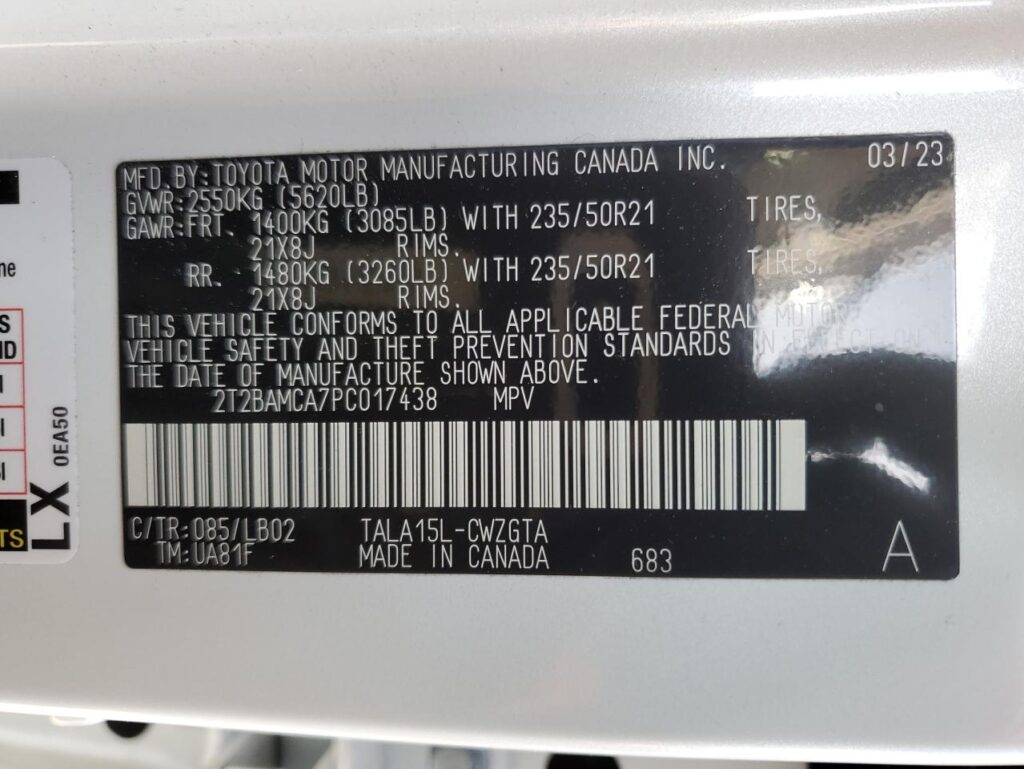 MFD. BY: TOYOTA MOTOR MANUFACTURING CANADA INC. 03/23
GVWR: 2550KG (5620LB)
GAWR: FRT. 1400KG (3085LB) WITH 235/50R21 TIRES,
21X8J RIMS.
RR. 1480KG (3260LB) WITH 235/50R21 TIRES,
21X8J RIMS.
THIS VEHICLE CONFORMS TO ALL APPLICABLE FEDERAL MOTOR
VEHICLE SAFETY AND THEFT PREVENTION STANDARDS IN EFFECT ON
THE DATE OF MANUFACTURE SHOWN ABOVE.
2T2BAMCA7PC017438 MPV
C/TR: 085/LB02 TALA15L-CWZGTA
TM: UA81F MADE IN CANADA 683 A
LX 0EA50